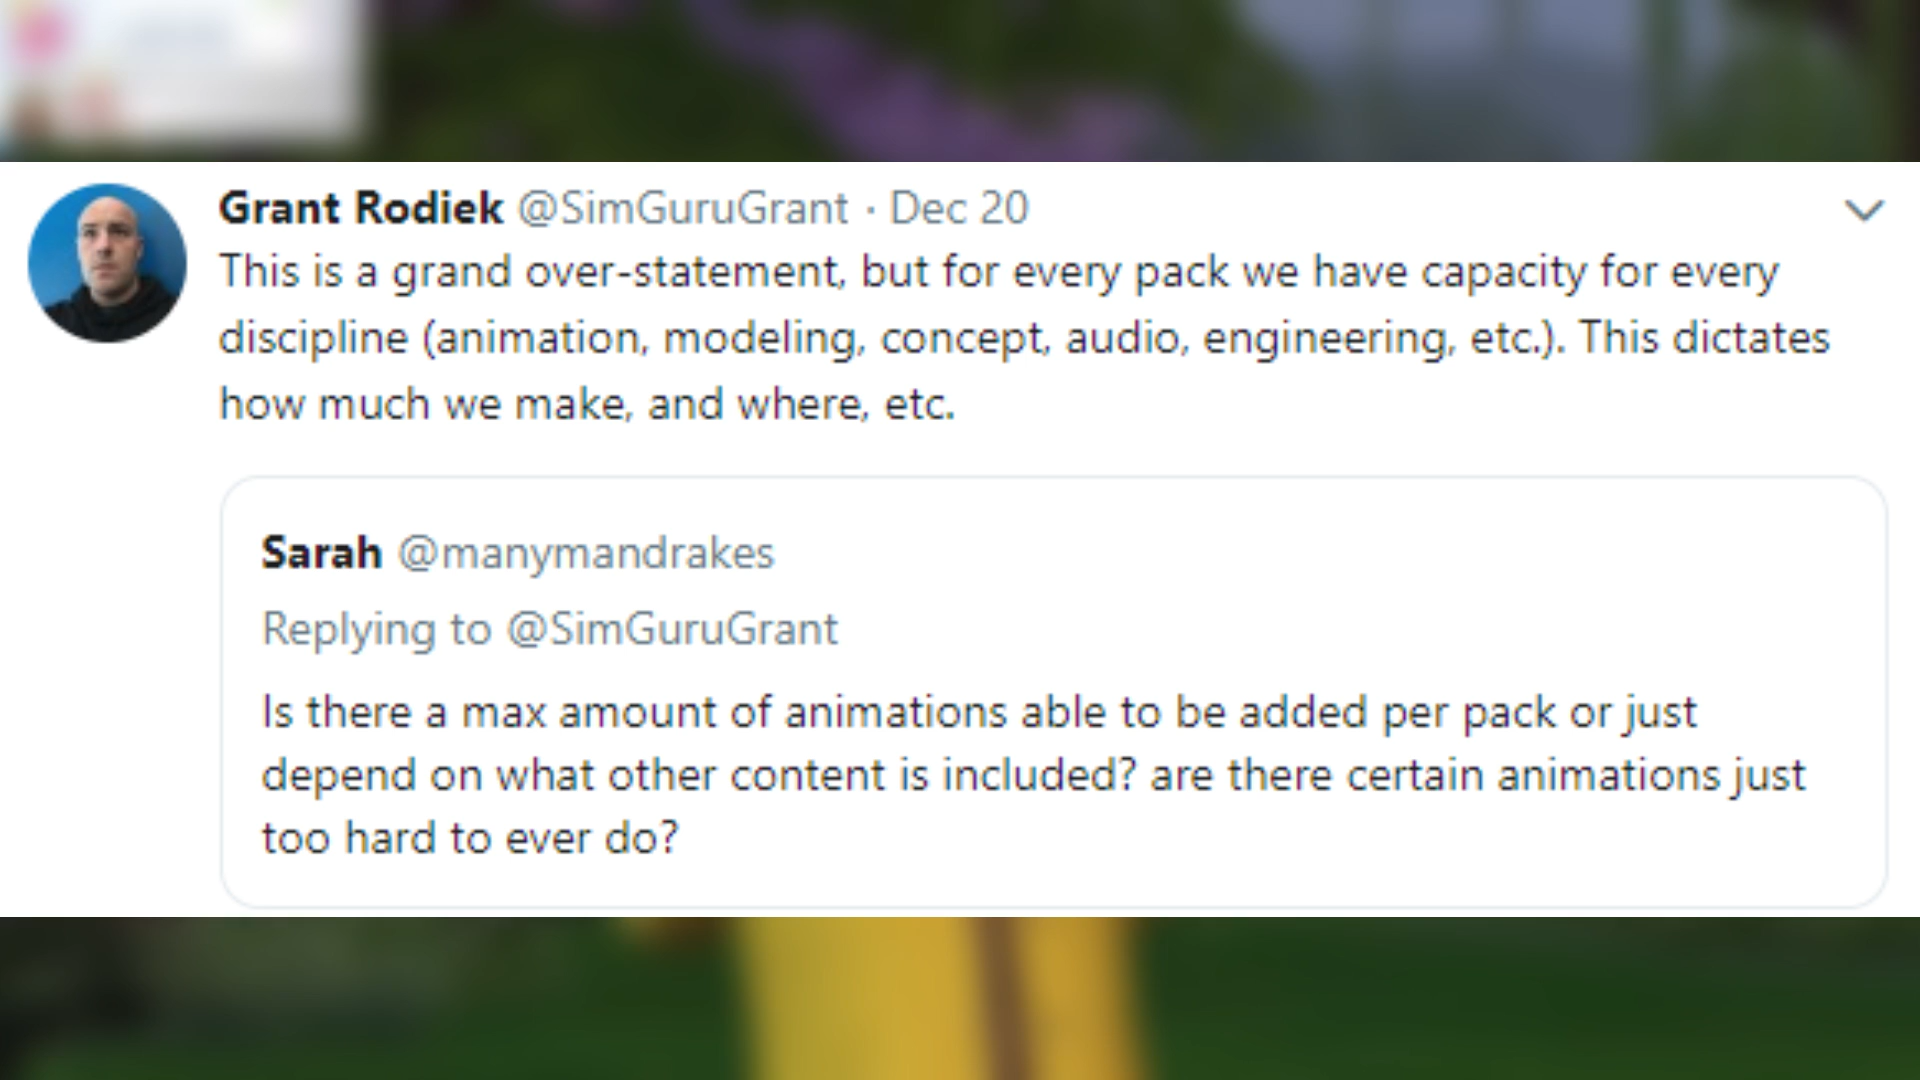 Grant Rodiek @SimGuruGrant · Dec 20
This is a grand over-statement, but for every pack we have capacity for every
discipline (animation, modeling, concept, audio, engineering, etc.). This dictates
how much we make, and where, etc.
Sarah @manymandrakes
Replying to @SimGuruGrant
Is there a max amount of animations able to be added per pack or just
depend on what other content is included? are there certain animations just
too hard to ever do?